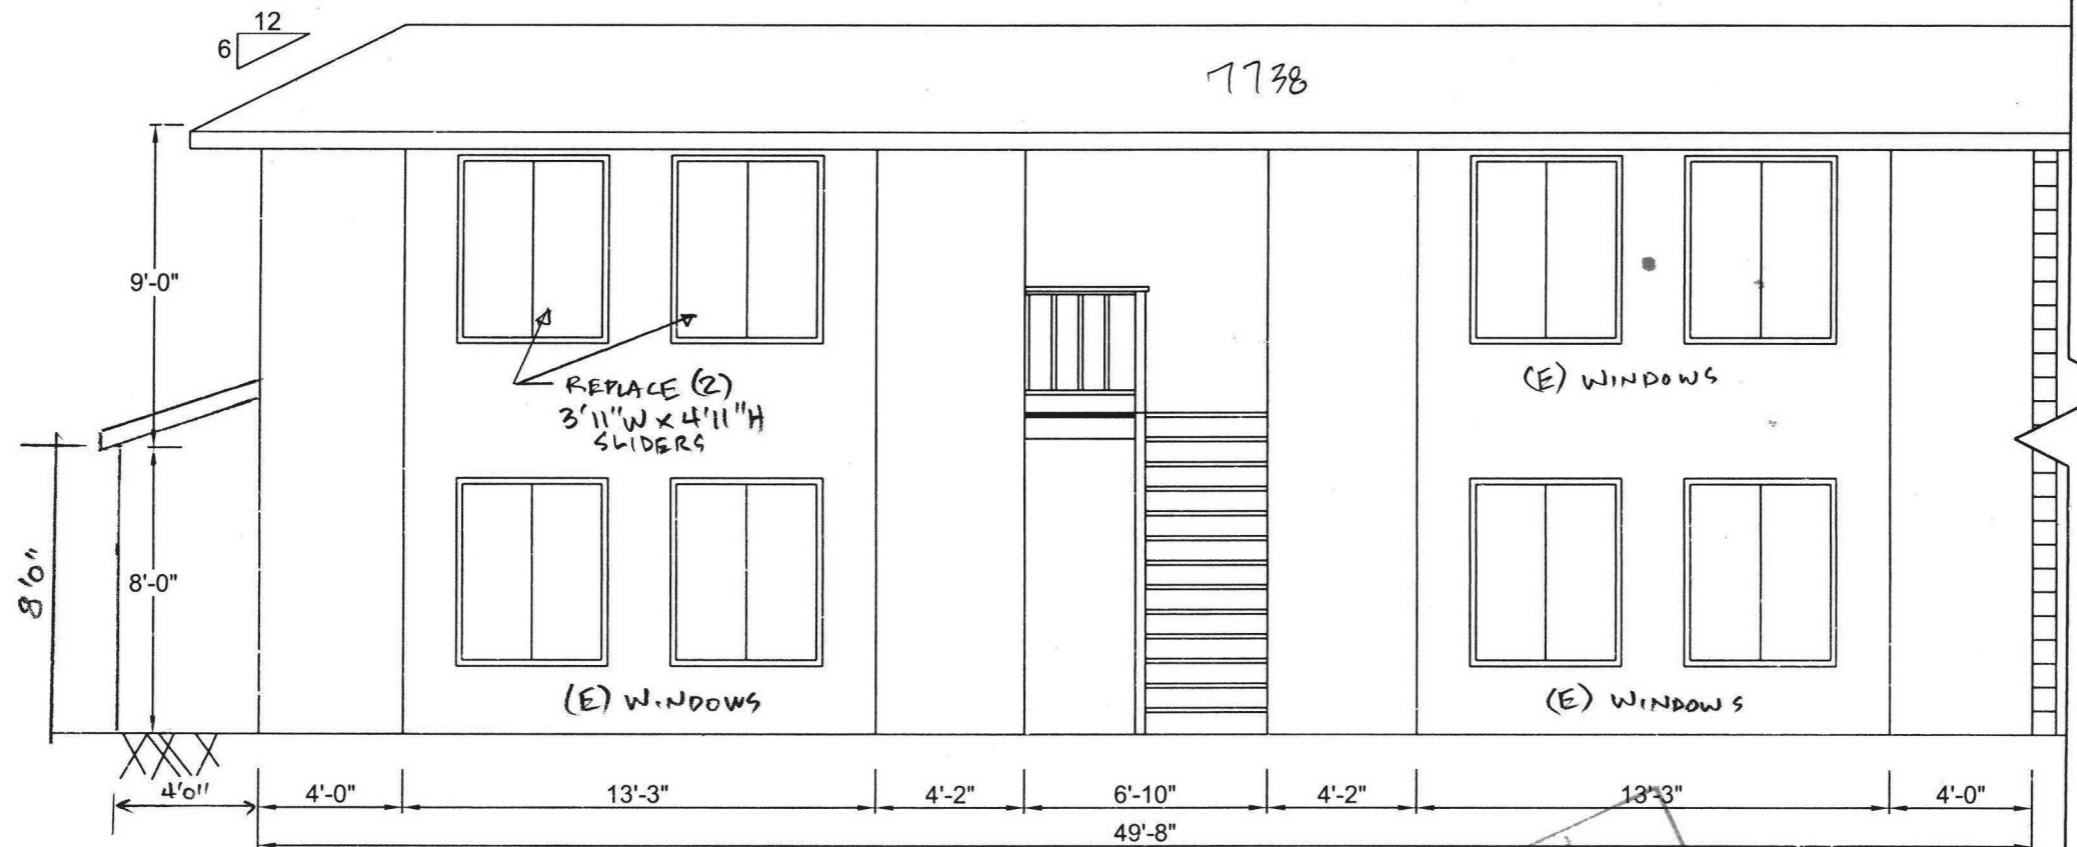 12
6
7738
9'-0"
REPLACE (2)
3'11"W x 4'11"H
SLIDERS
(E) WINDOWS
8'0"
8'-0"
(E) WINDOWS
(E) WINDOWS
4'0"
4'-0"
13'-3"
4'-2"
6'-10"
4'-2"
13'-3"
4'-0"
49'-8"